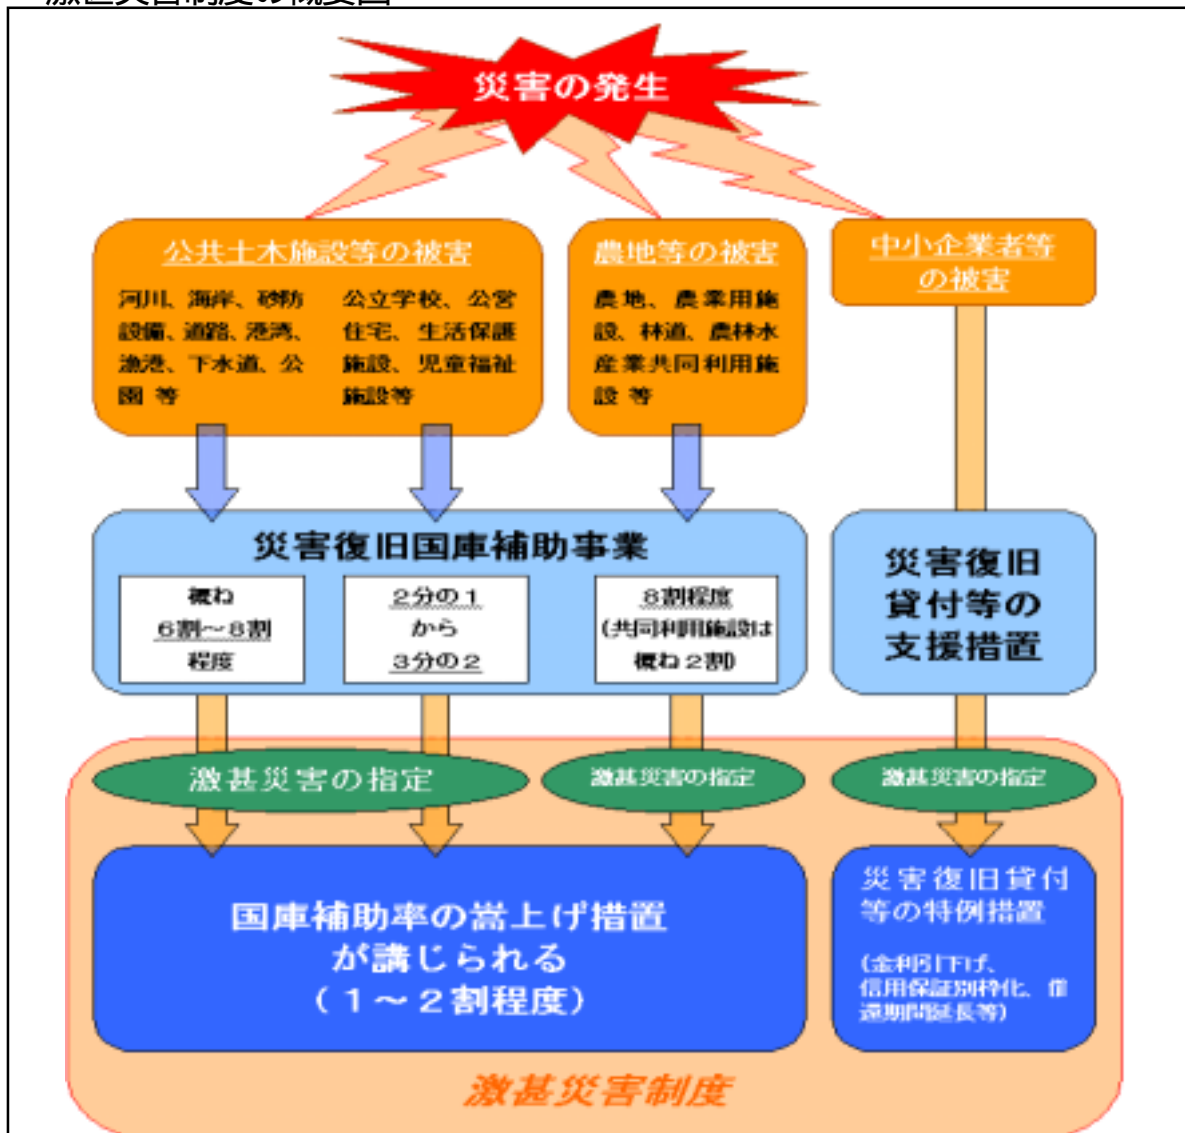 激甚災害制度の概要図
災害の発生
公共土木施設等の被害
河川、海岸、砂防
設備、道路、港湾、
漁港、下水道、公
園 等
公立学校、公営
住宅、生活保護
施設、児童福祉
施設等
農地等の被害
農地、農業用施
設、林道、農林水
産業共同利用施
設 等
中小企業者等
の被害
災害復旧国庫補助事業
概ね
6割～8割
程度
2分の1
から
3分の2
8割程度
(共同利用施設は
概ね2割)
災害復旧
貸付等の
支援措置
激甚災害の指定
激甚災害の指定
激甚災害の指定
国庫補助率の嵩上げ措置
が講じられる
(1～2割程度)
災害復旧貸付
等の特例措置
(金利引下げ、
信用保証別枠化、償
還期間延長等)
激甚災害制度